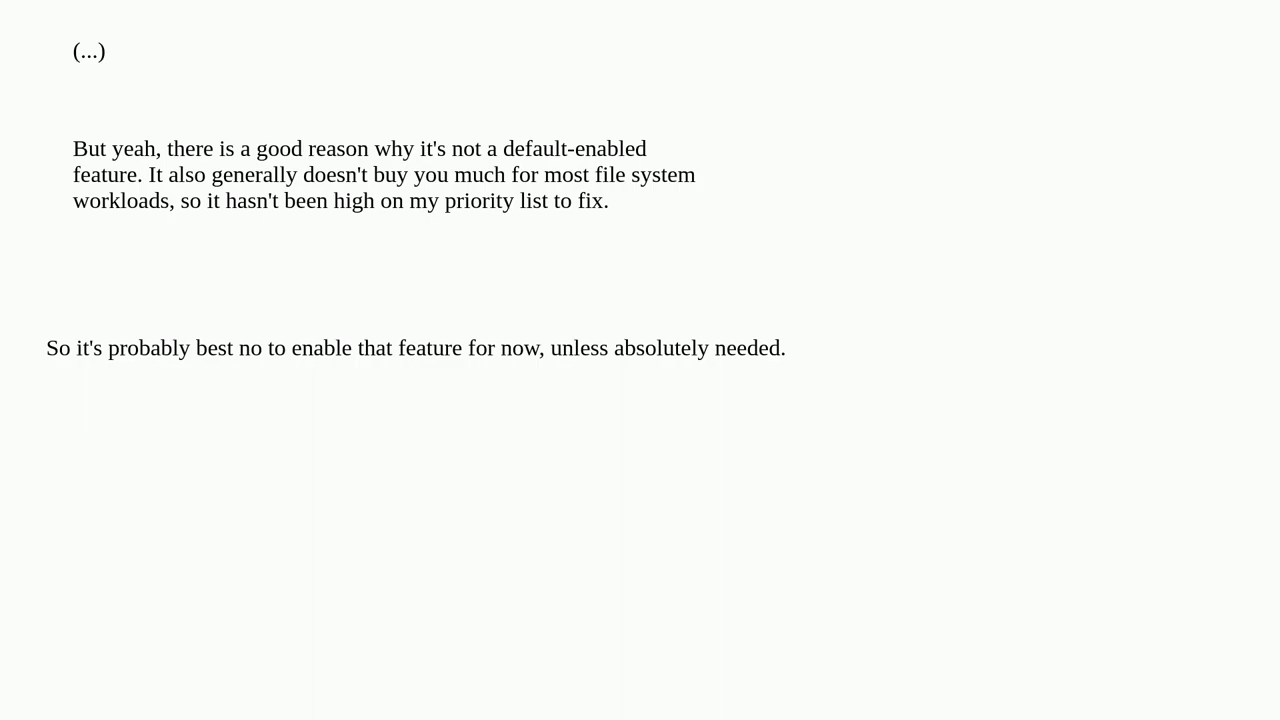 (...)
But yeah, there is a good reason why it's not a default-enabled
feature. It also generally doesn't buy you much for most file system
workloads, so it hasn't been high on my priority list to fix.
So it's probably best no to enable that feature for now, unless absolutely needed.